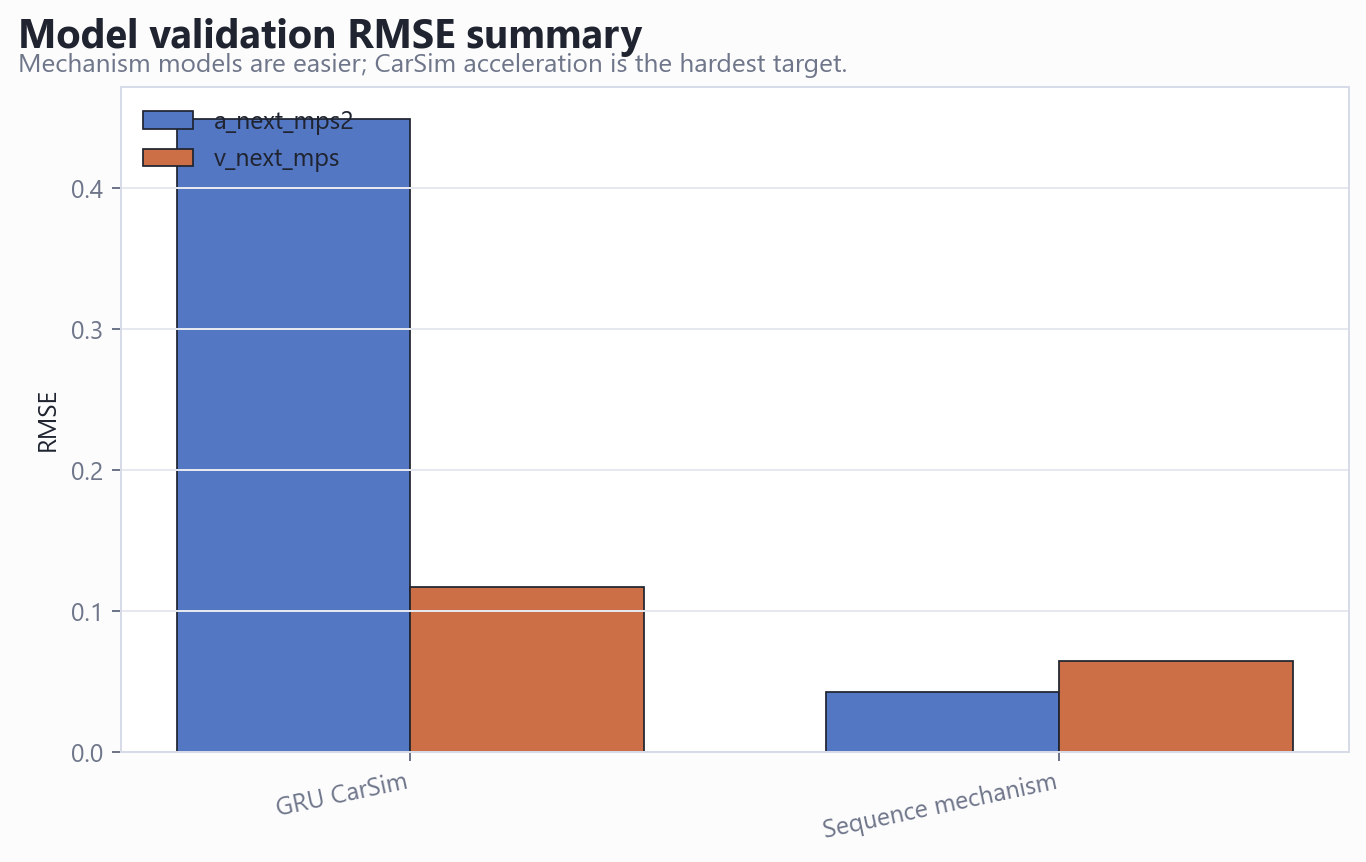 Model validation RMSE summary
Mechanism models are easier; CarSim acceleration is the hardest target.
a_next_mps2
v_next_mps
0.4
0.3
0.2
0.1
0.0
RMSE
GRU CarSim
Sequence mechanism